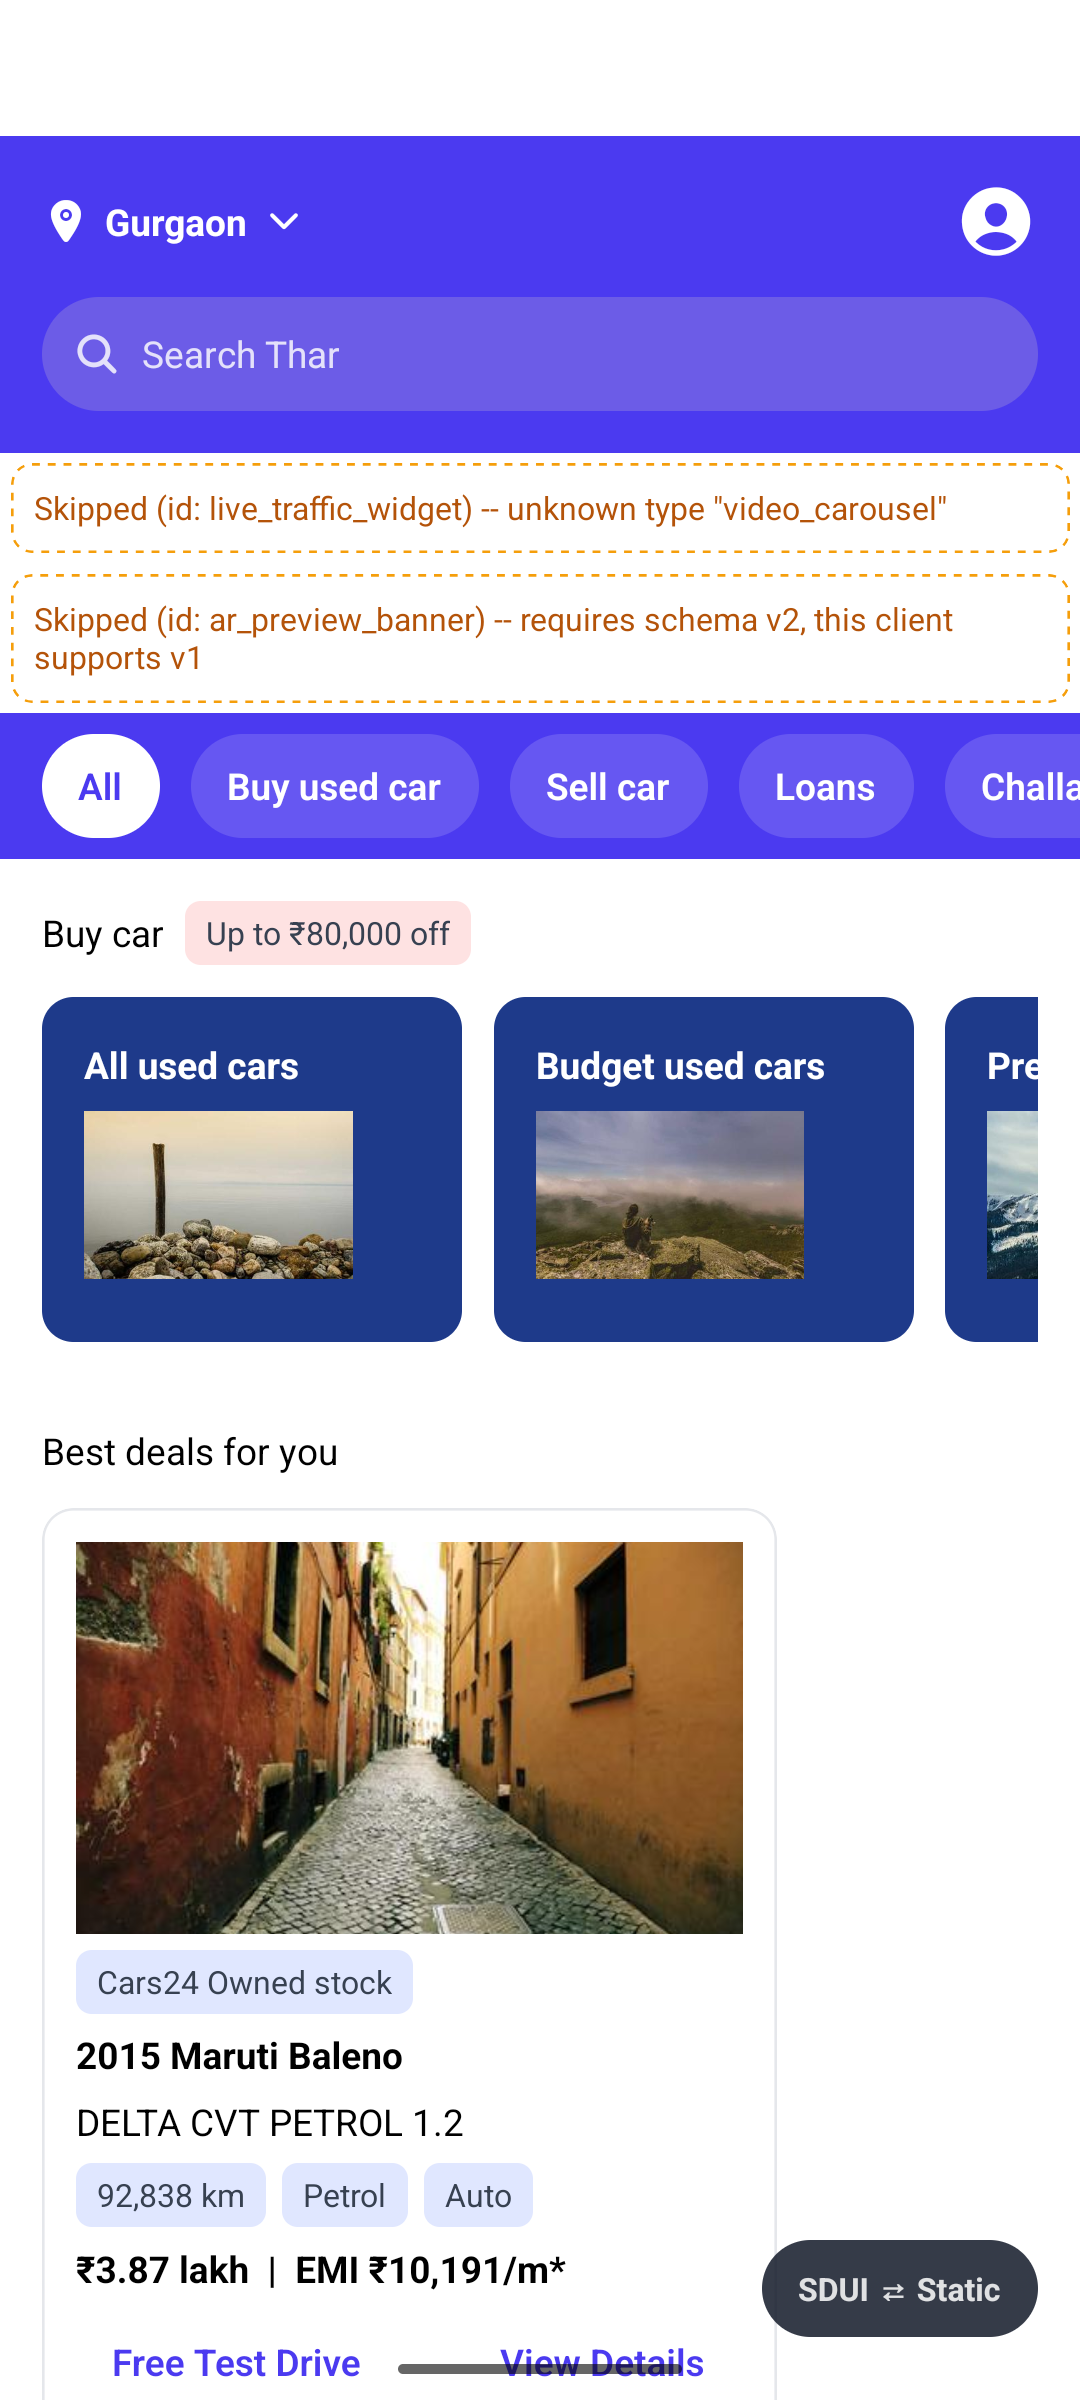 Gurgaon
Search Thar
Skipped (id: live_traffic_widget) -- unknown type "video_carousel"
Skipped (id: ar_preview_banner) -- requires schema v2, this client
supports v1
All
Buy used car
Sell car
Loans
Challa
Buy car
Up to ₹80,000 off
All used cars
Budget used cars
Pre
Best deals for you
Cars24 Owned stock
2015 Maruti Baleno
DELTA CVT PETROL 1.2
92,838 km
Petrol
Auto
₹3.87 lakh | EMI ₹10,191/m*
SDUI ⇄ Static
Free Test Drive
View Details